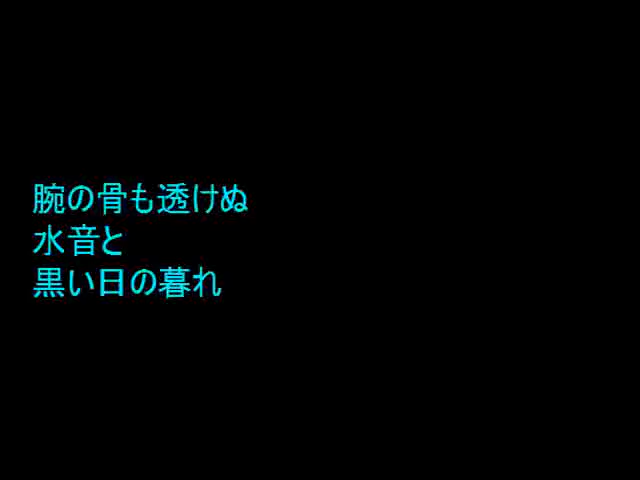 腕の骨も透けぬ
水音と
黒い日の暮れ